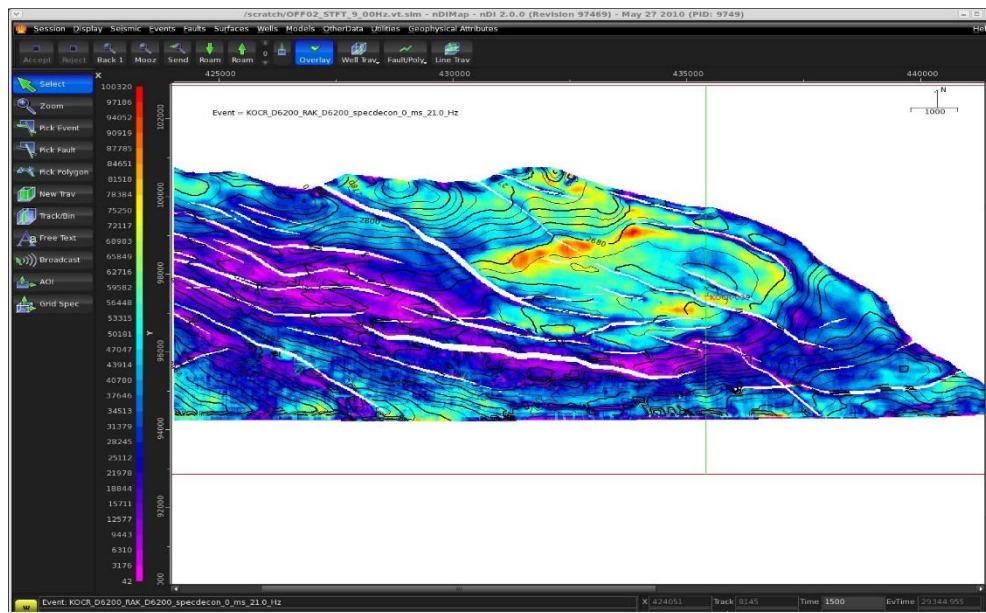 /scratch/OFF02_STFT_9_00Hz.vt.sim - nDIMap - nDI 2.0.0 (Revision 97469) - May 27 2010 (PID: 9749)
Session Display Seismic Events Faults Surfaces Wells Models OtherData Utilities Geophysical Attributes Hel
Accept Reject Back 1 Mooz Send Roam Roam 0 Overlay Well Trav Fault/Poly Line Trav
X 425000 430000 435000 440000
Select
Zoom
Pick Event
Pick Fault
Pick Polygon
New Trav
Track/Bin
Free Text
Broadcast
AOI
Grid Spec
100320
97186
94052
90919
87785
84651
81518
78384
75250
72117
68983
65849
62716
59582
56448
53315
50181
47047
43914
40780
37646
34513
31379
28245
25112
21978
18844
15711
12577
9443
6310
3176
42
102000
100000
98000
Y
96000
94000
92000
Event = KOCR_D6200_RAK_D6200_specdecon_0_ms_21.0_Hz
N
1000
2800
2680
W Event: KOCR_D6200_RAK_D6200_specdecon_0_ms_21.0_Hz X 424051 Track 8145 Time 1500 EvTime 29344.955